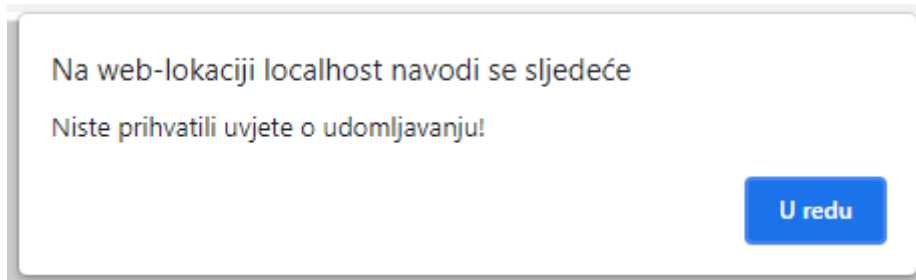 Na web-lokaciji localhost navodi se sljedeće
Niste prihvatili uvjete o udomljavanju!
U redu